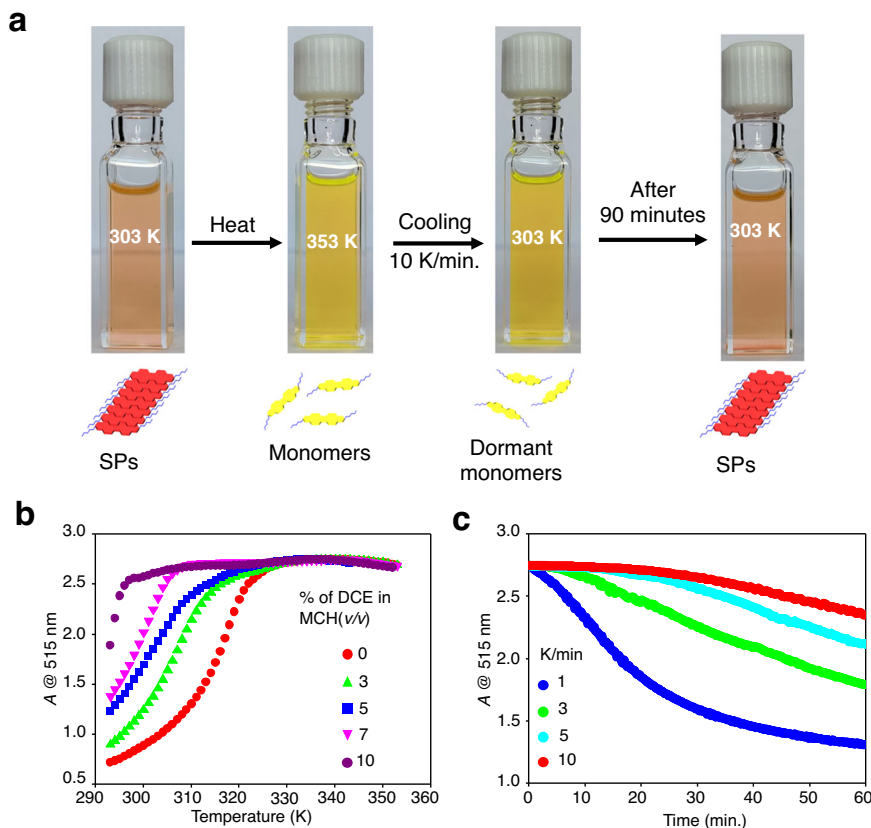 a
303 K
Heat
353 K
Cooling
10 K/min.
303 K
After
90 minutes
303 K
SPs
Monomers
Dormant
monomers
SPs
b
3.0
2.5
2.0
1.5
1.0
0.5
A @ 515 nm
% of DCE in
MCH(v/v)
0
3
5
7
10
290 300 310 320 330 340 350 360
Temperature (K)
c
3.0
2.5
2.0
1.5
1.0
A @ 515 nm
K/min
1
3
5
10
0 10 20 30 40 50 60
Time (min.)